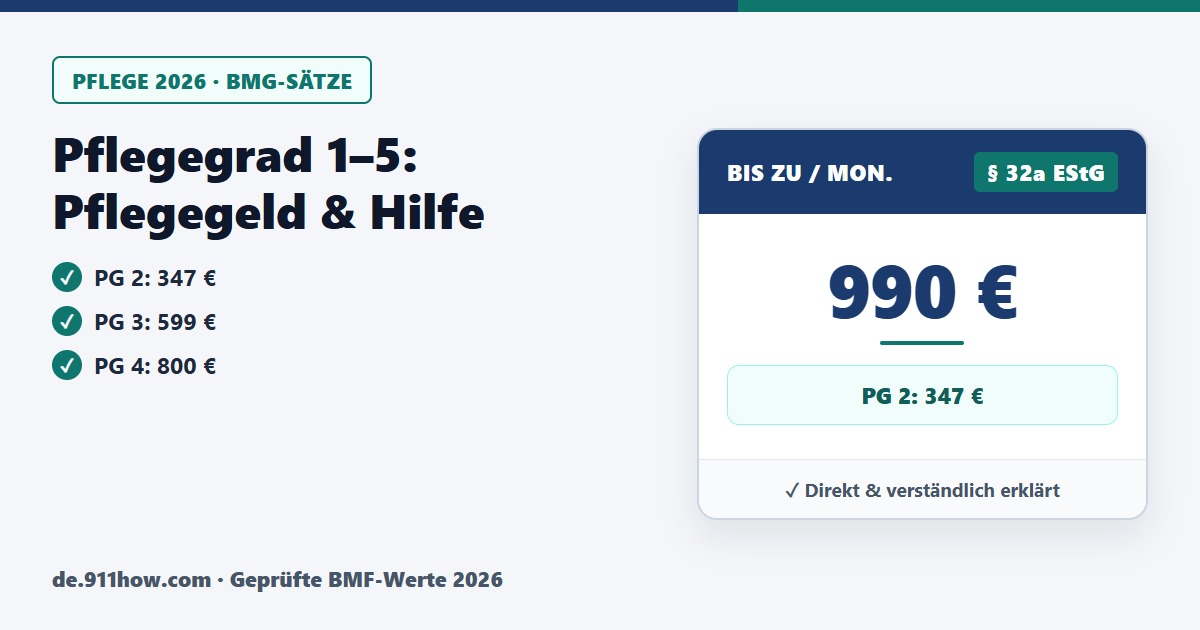 PFLEGE 2026 · BMG-SÄTZE
Pflegegrad 1–5:
Pflegegeld & Hilfe
✓ PG 2: 347 €
✓ PG 3: 599 €
✓ PG 4: 800 €
BIS ZU / MON.
§ 32a EStG
990 €
PG 2: 347 €
✓ Direkt & verständlich erklärt
de.911how.com · Geprüfte BMF-Werte 2026